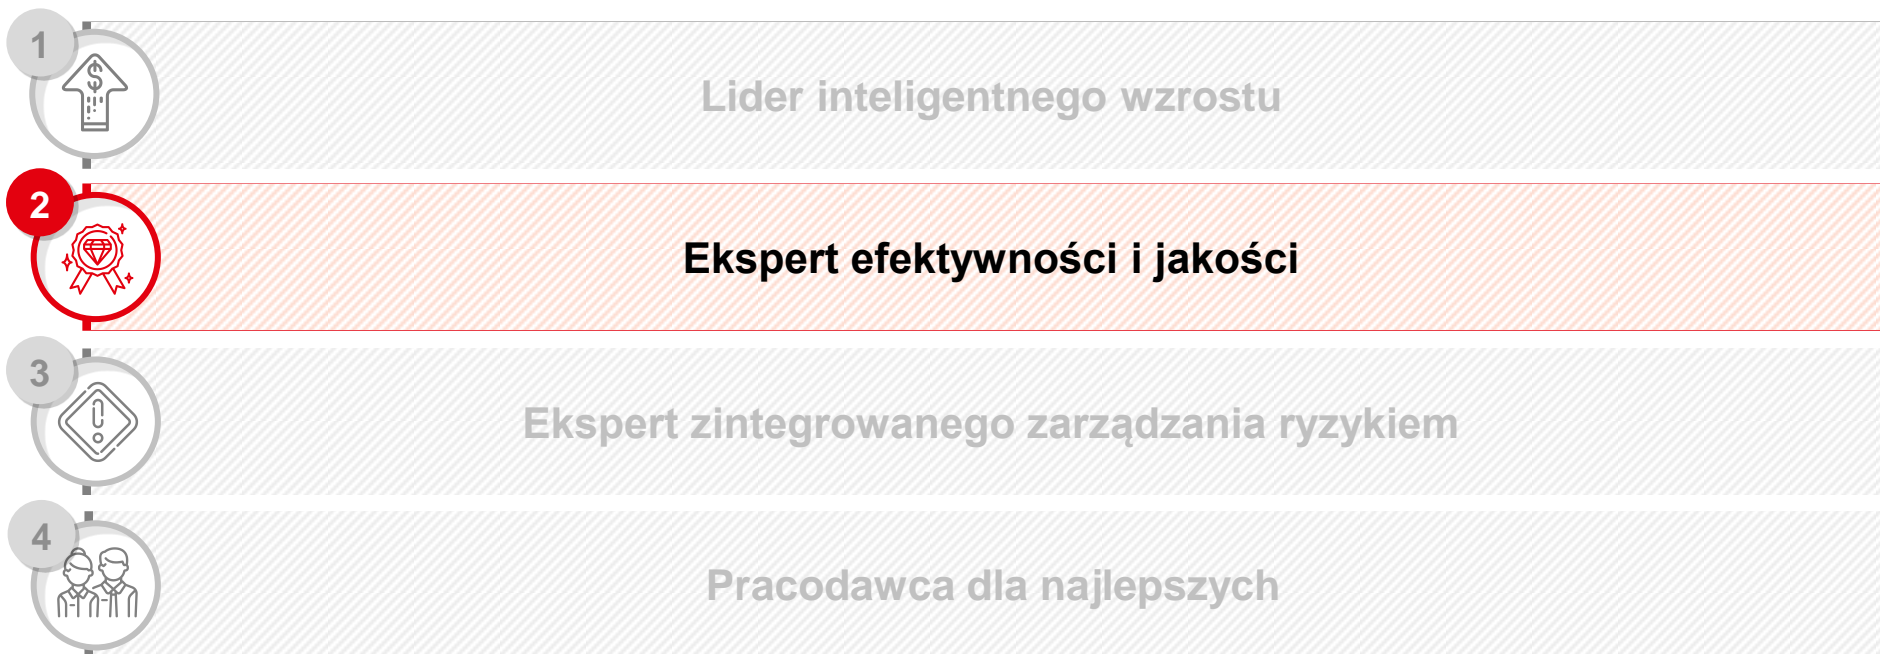 1
Lider inteligentnego wzrostu
2
Ekspert efektywności i jakości
3
Ekspert zintegrowanego zarządzania ryzykiem
4
Pracodawca dla najlepszych